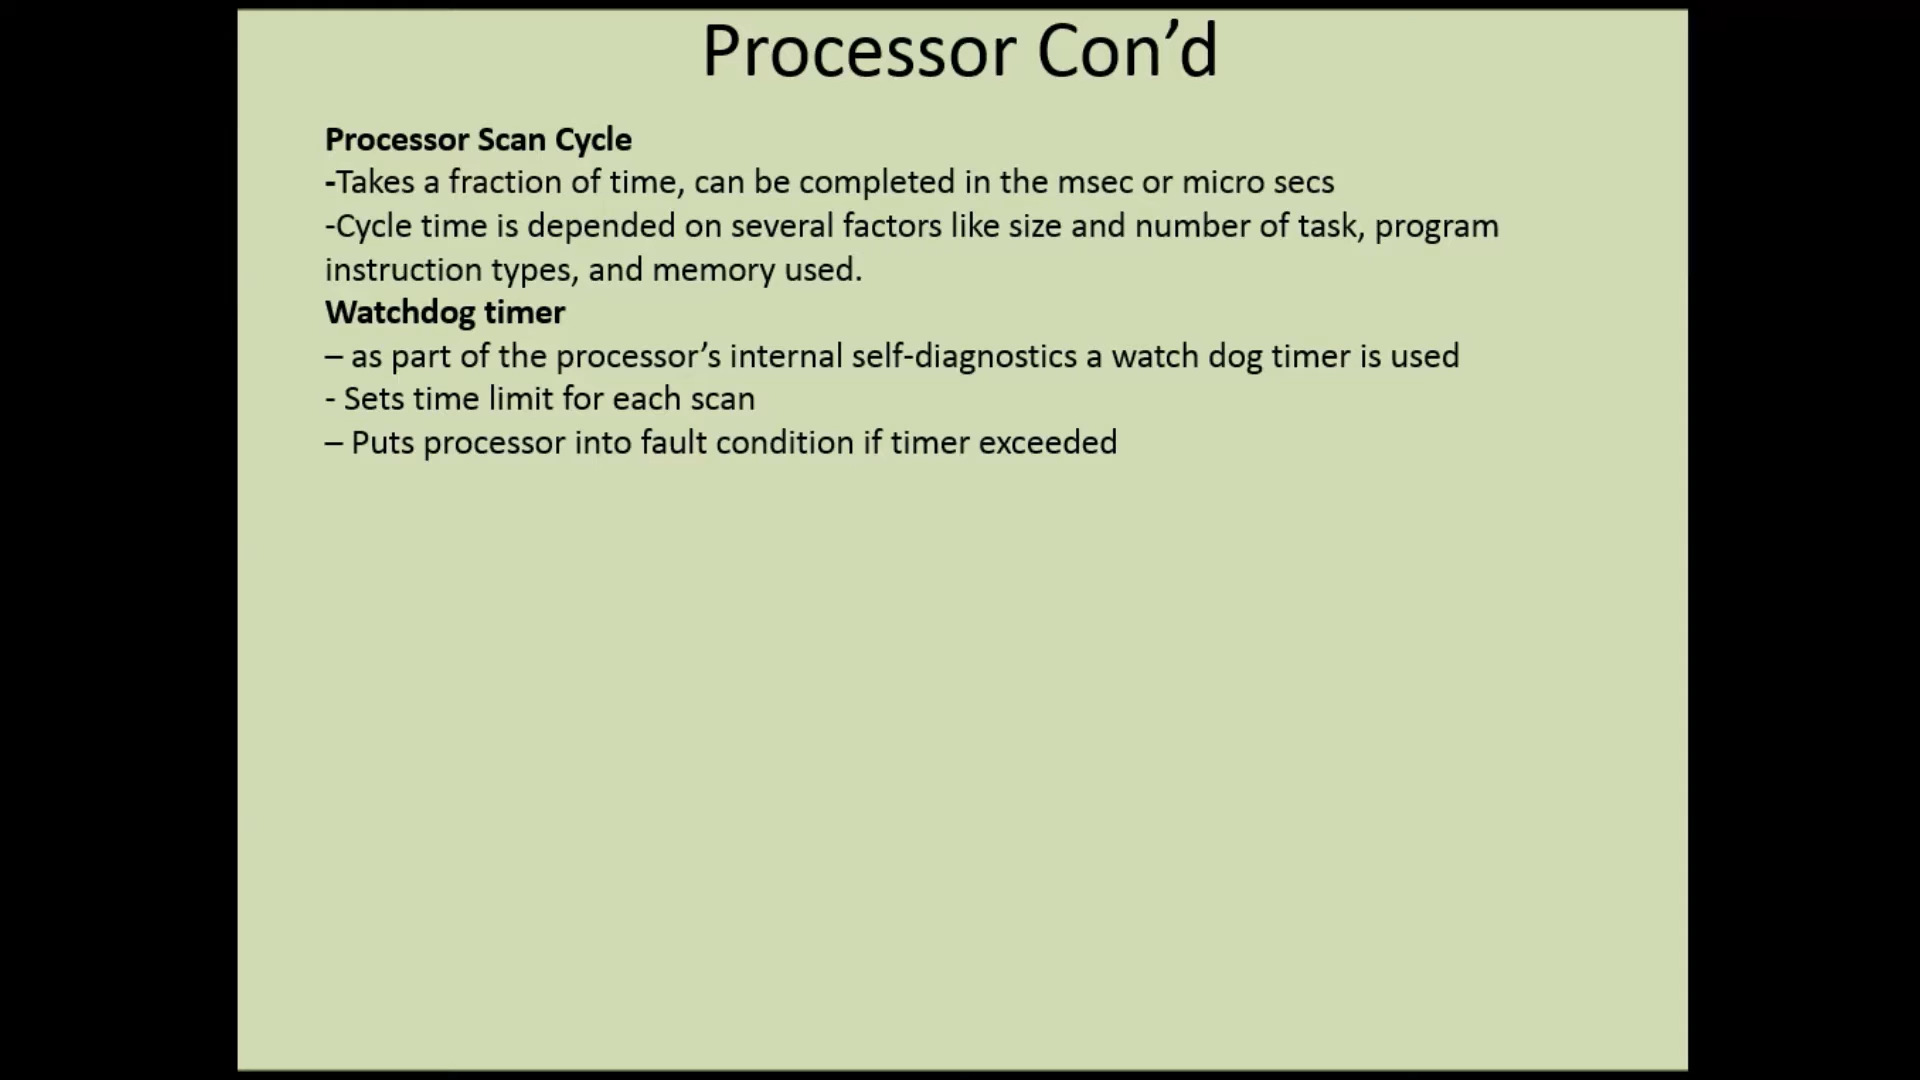 Processor Con’d
Processor Scan Cycle
-Takes a fraction of time, can be completed in the msec or micro secs
-Cycle time is depended on several factors like size and number of task, program
instruction types, and memory used.
Watchdog timer
– as part of the processor’s internal self-diagnostics a watch dog timer is used
- Sets time limit for each scan
– Puts processor into fault condition if timer exceeded